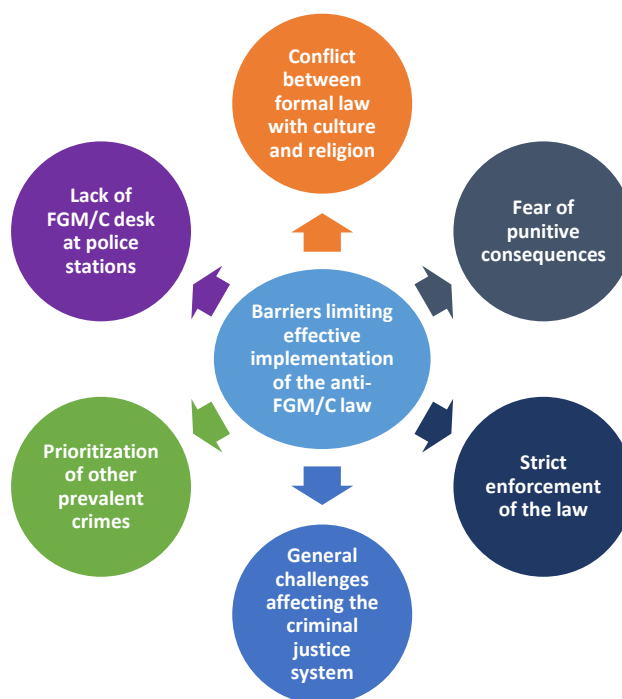 Conflict
between
formal law
with culture
and religion
Lack of
FGM/C desk
at police
stations
Fear of
punitive
consequences
Barriers limiting
effective
implementation
of the anti-
FGM/C law
Prioritization
of other
prevalent
crimes
Strict
enforcement
of the law
General
challenges
affecting the
criminal
justice
system